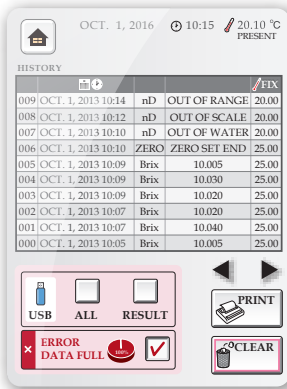 OCT. 1, 2016 10:15 20.10 °C
PRESENT
HISTORY
FIX
009 OCT. 1, 2013 10:14 nD OUT OF RANGE 20.00
008 OCT. 1, 2013 10:12 nD OUT OF SCALE 20.00
007 OCT. 1, 2013 10:10 nD OUT OF WATER 20.00
006 OCT. 1, 2013 10:10 ZERO ZERO SET END 25.00
005 OCT. 1, 2013 10:09 Brix 10.005 25.00
004 OCT. 1, 2013 10:09 Brix 10.030 25.00
003 OCT. 1, 2013 10:09 Brix 10.020 25.00
002 OCT. 1, 2013 10:07 Brix 10.020 25.00
001 OCT. 1, 2013 10:07 Brix 10.040 25.00
000 OCT. 1, 2013 10:05 Brix 10.005 25.00
USB ALL RESULT
PRINT
ERROR
DATA FULL 100%
CLEAR